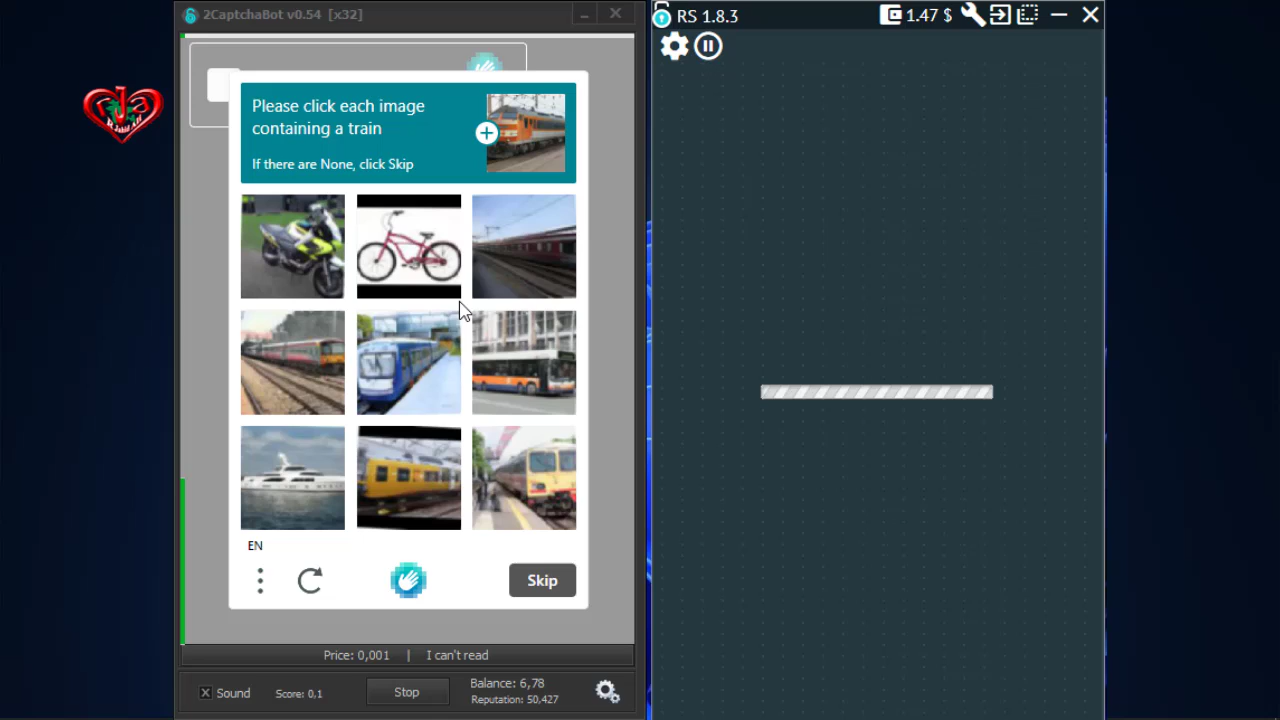 2CaptchaBot v0.54 [x32]
Please click each image
containing a train
If there are None, click Skip
EN
Skip
Price: 0,001 | I can't read
Sound
Score: 0,1
Stop
Balance: 6,78
Reputation: 50,427
RS 1.8.3
1.47 $